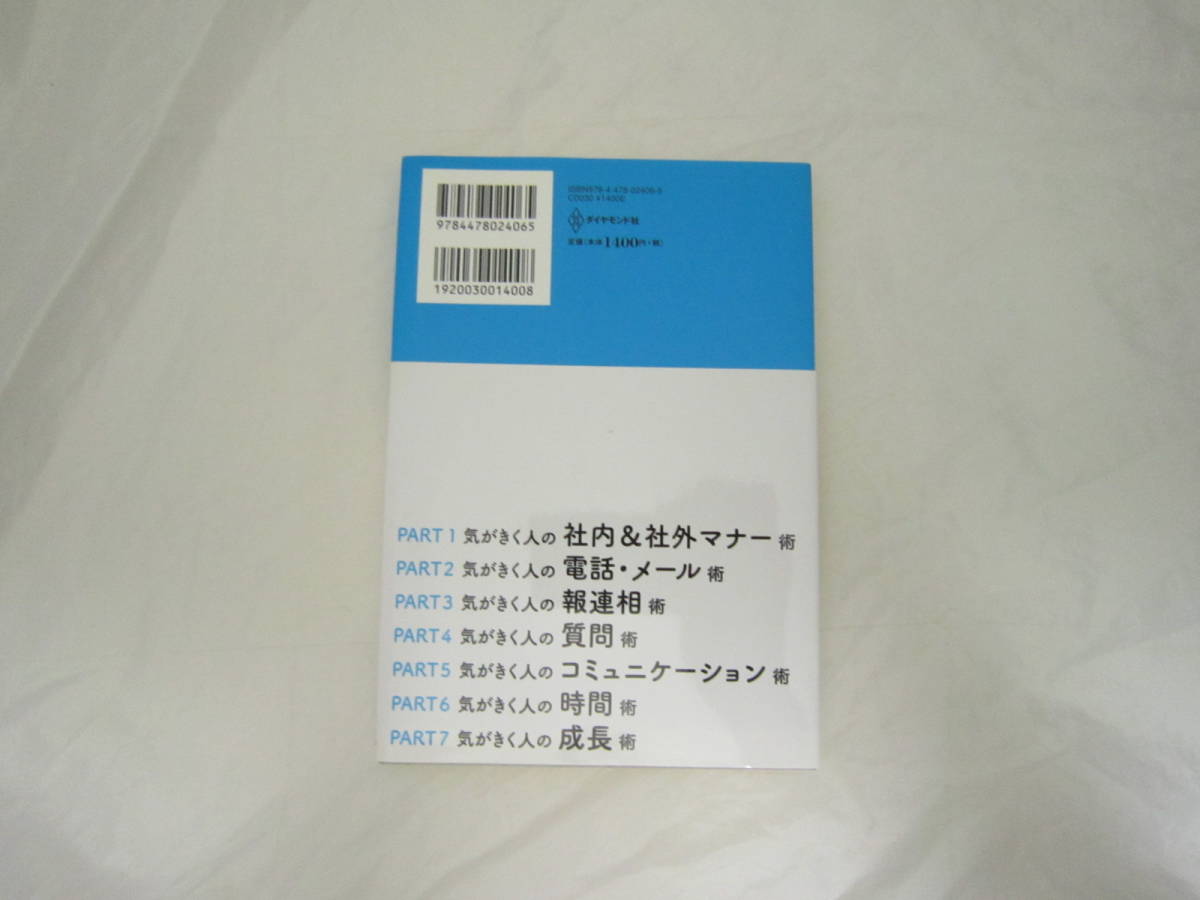 9784478024065
1920030014008
ISBN978-4-478-02406-5
C0030 ¥1400E
ダイヤモンド社
定価(本体1400円+税)
PART 1 気がきく人の 社内&社外マナー 術
PART2 気がきく人の 電話・メール 術
PART3 気がきく人の 報連相 術
PART4 気がきく人の 質問 術
PART5 気がきく人の コミュニケーション 術
PART6 気がきく人の 時間 術
PART7 気がきく人の 成長 術